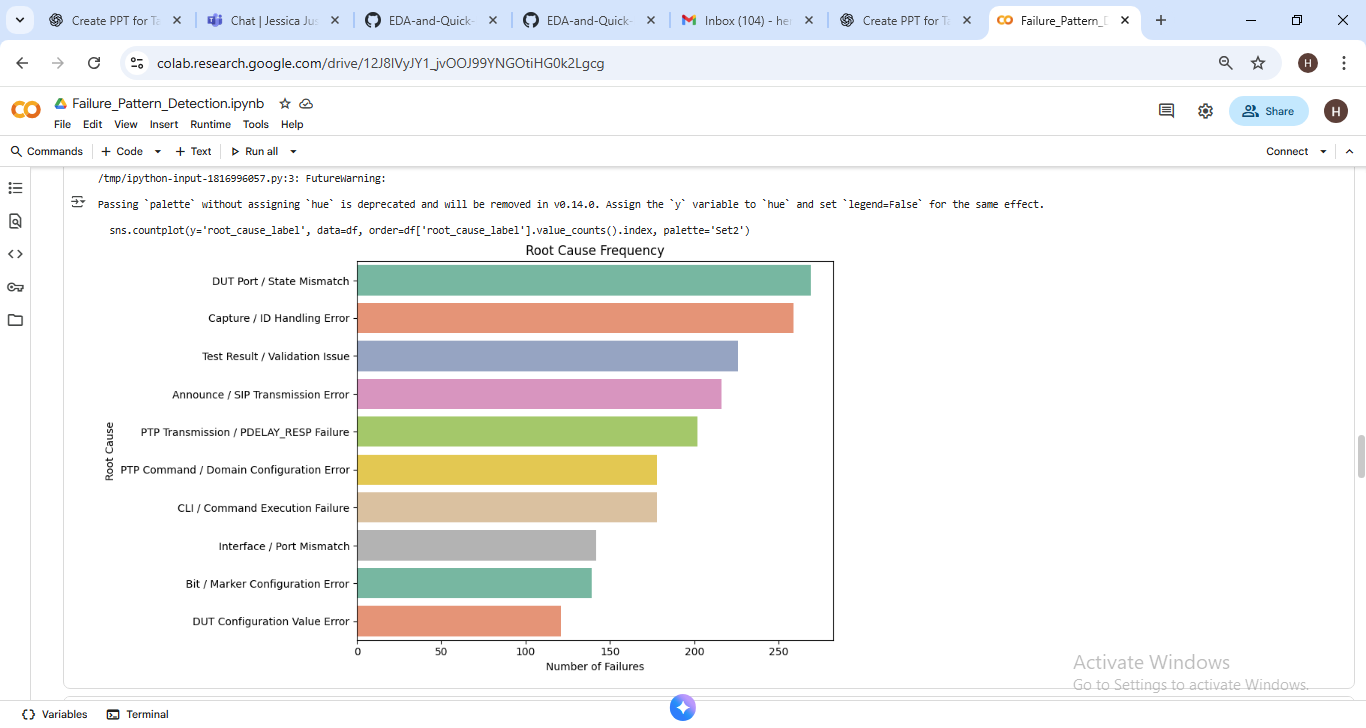 Create PPT for Ta
Chat | Jessica Jus
EDA-and-Quick-
EDA-and-Quick-
Inbox (104) - he
Create PPT for Ta
Failure_Pattern_D
colab.research.google.com/drive/12J8IVyJY1_jvOOJ99YNGOtiHG0k2Lgcg
H
Failure_Pattern_Detection.ipynb
File Edit View Insert Runtime Tools Help
Share
H
Commands + Code + Text Run all
Connect
/tmp/ipython-input-1816996057.py:3: FutureWarning:
Passing `palette` without assigning `hue` is deprecated and will be removed in v0.14.0. Assign the `y` variable to `hue` and set `legend=False` for the same effect.
sns.countplot(y='root_cause_label', data=df, order=df['root_cause_label'].value_counts().index, palette='Set2')
Root Cause Frequency
Root Cause
DUT Port / State Mismatch
Capture / ID Handling Error
Test Result / Validation Issue
Announce / SIP Transmission Error
PTP Transmission / PDELAY_RESP Failure
PTP Command / Domain Configuration Error
CLI / Command Execution Failure
Interface / Port Mismatch
Bit / Marker Configuration Error
DUT Configuration Value Error
0 50 100 150 200 250
Number of Failures
Activate Windows
Go to Settings to activate Windows.
Variables Terminal